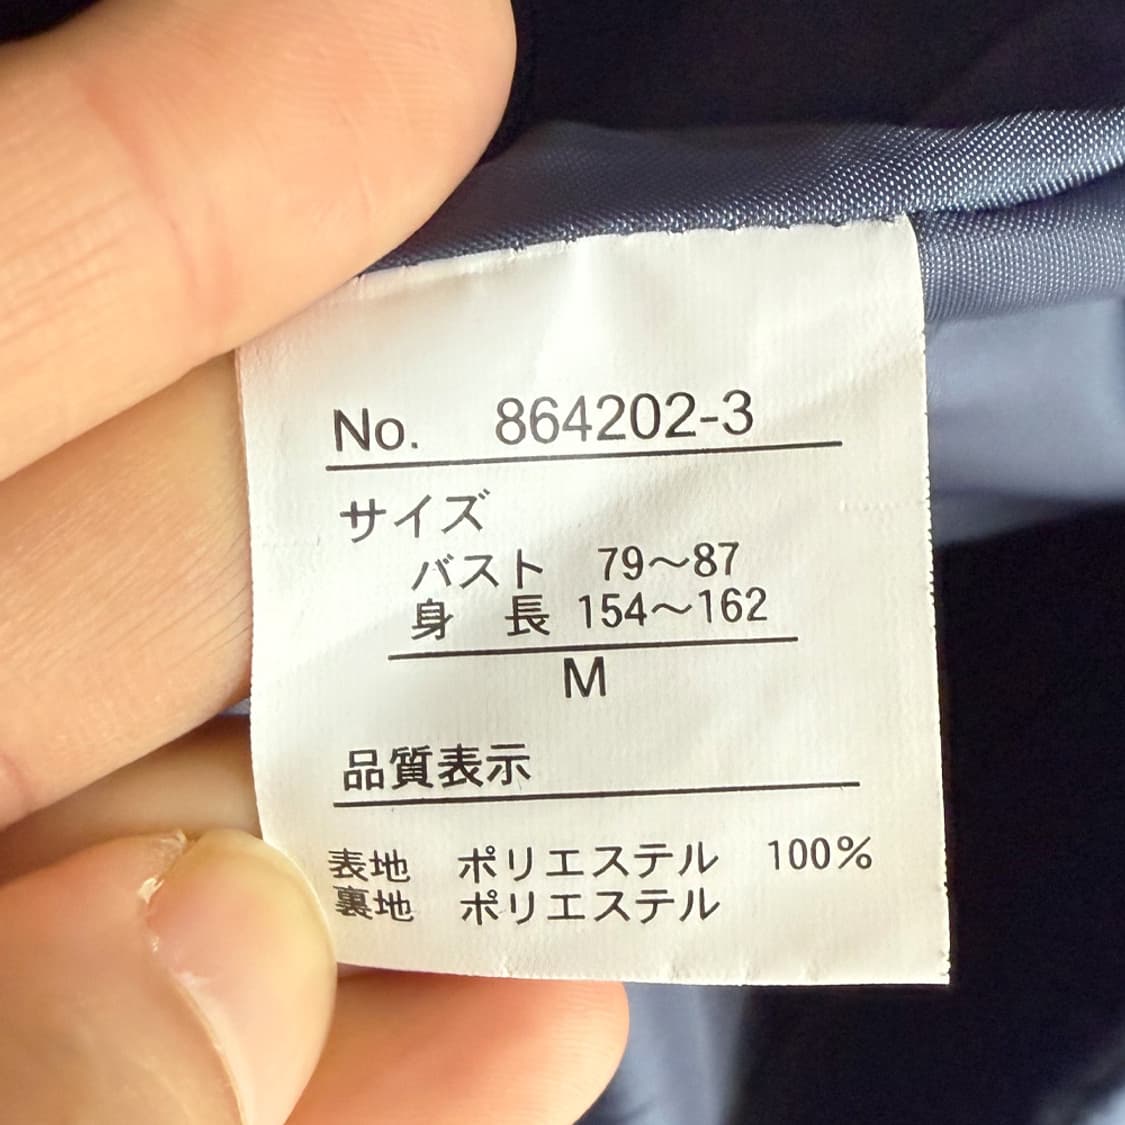 No. 864202-3
サイズ
バスト 79～87
身 長 154～162
M
品質表示
表地 ポリエステル 100%
裏地 ポリエステル